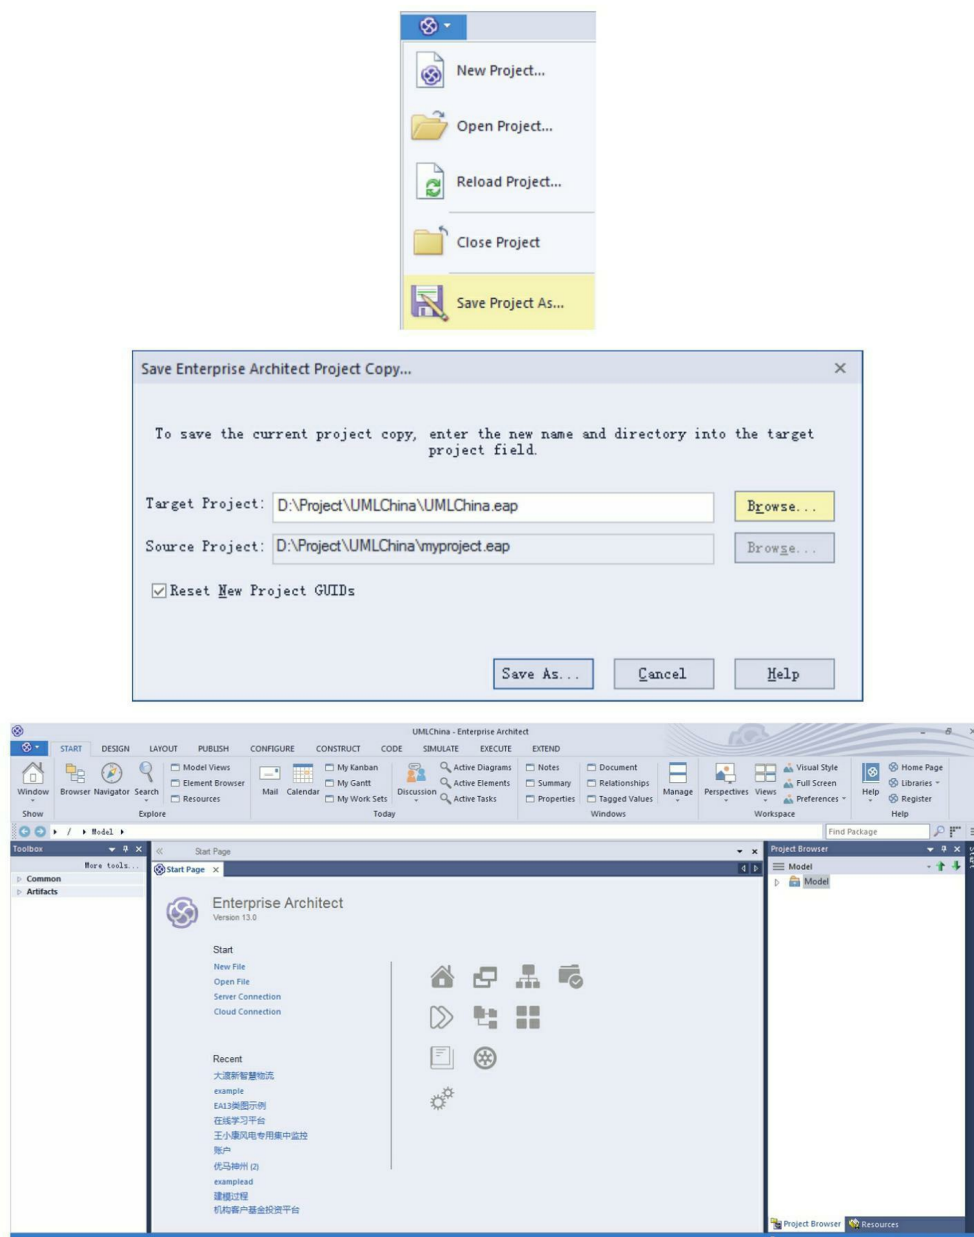 New Project...
Open Project...
Reload Project...
Close Project
Save Project As...
Save Enterprise Architect Project Copy...
To save the current project copy, enter the new name and directory into the target
project field.
Target Project: D:\Project\UMLChina\UMLChina.eap Browse...
Source Project: D:\Project\UMLChina\myproject.eap Browse...
Reset New Project GUIDs
Save As... Cancel Help
UMLChina - Enterprise Architect
START DESIGN LAYOUT PUBLISH CONFIGURE CONSTRUCT CODE SIMULATE EXECUTE EXTEND
Model Views My Kanban Active Diagrams Notes Document Visual Style Home Page
Element Browser My Gantt Active Elements Summary Relationships Full Screen Libraries
Window Browser Navigator Search Resources Mail Calendar My Work Sets Discussion Active Tasks Properties Tagged Values Manage Perspectives Views Preferences Help Register
Show Explore Today Windows Workspace Help
/ Model Find Package
Toolbox Start Page Project Browser Start
More tools... Start Page Model
Common Model
Artifacts
Enterprise Architect
Version 13.0
Start
New File
Open File
Server Connection
Cloud Connection
Recent
大渡新智慧物流
example
EA13类图示例
在线学习平台
王小康风电专用集中监控
账户
优马神州 (2)
examplead
建模过程
机构客户基金投资平台
Project Browser Resources